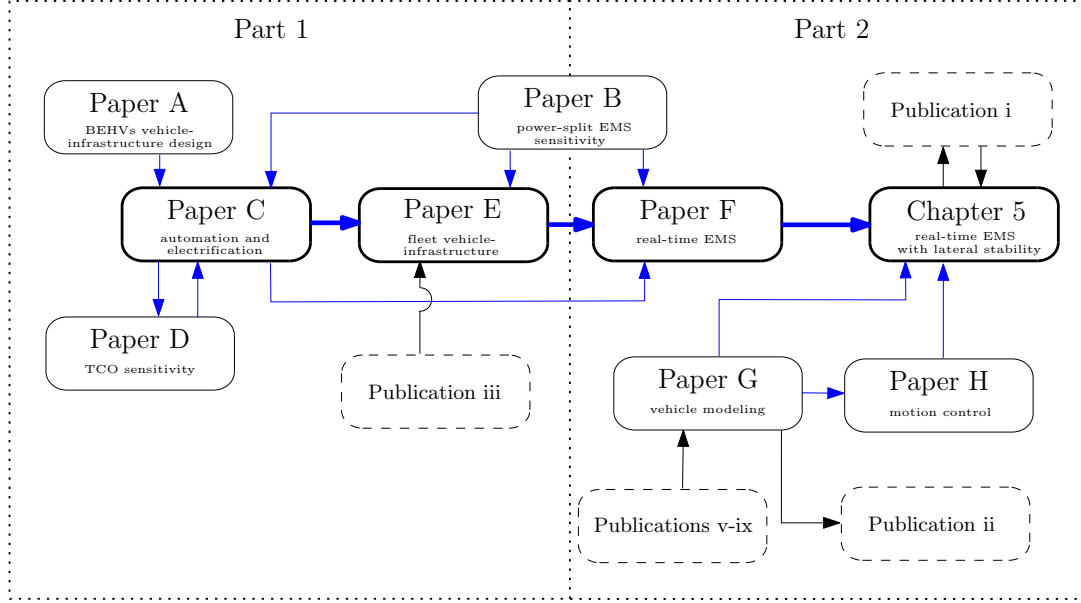 Part 1
Part 2
Paper A
BEHVs vehicle-
infrastructure design
Paper B
power-split EMS
sensitivity
Publication i
Paper C
automation and
electrification
Paper E
fleet vehicle-
infrastructure
Paper F
real-time EMS
Chapter 5
real-time EMS
with lateral stability
Paper D
TCO sensitivity
Publication iii
Paper G
vehicle modeling
Paper H
motion control
Publications v-ix
Publication ii